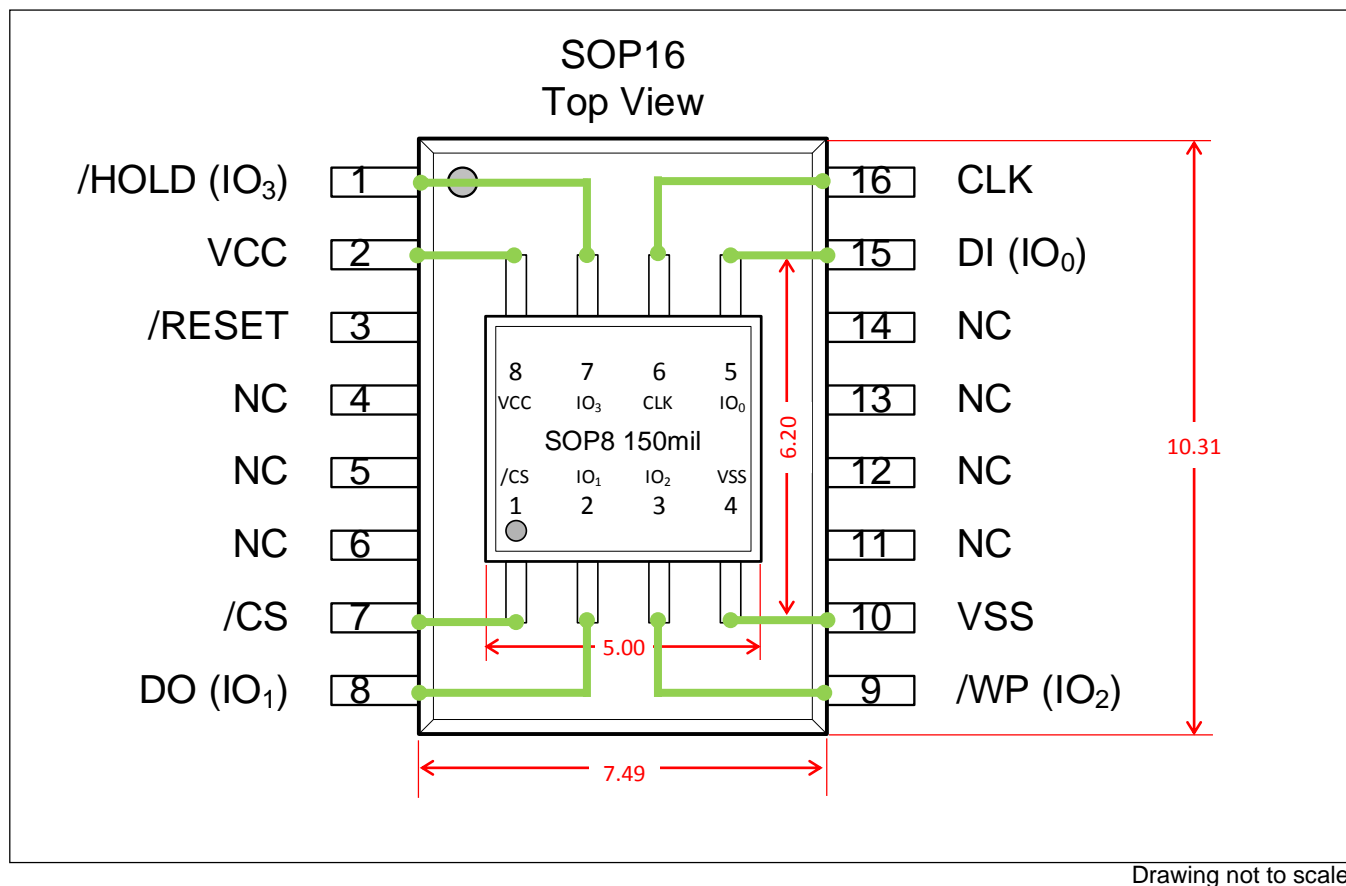 SOP16
Top View
/HOLD (IO₃) 1 16 CLK
VCC 2 15 DI (IO₀)
/RESET 3 14 NC
8 7 6 5
NC 4 VCC IO₃ CLK IO₀ 13 NC
6.20
10.31
SOP8 150mil
NC 5 /CS IO₁ IO₂ VSS 12 NC
1 2 3 4
NC 6 11 NC
/CS 7 10 VSS
5.00
DO (IO₁) 8 9 /WP (IO₂)
7.49
Drawing not to scale